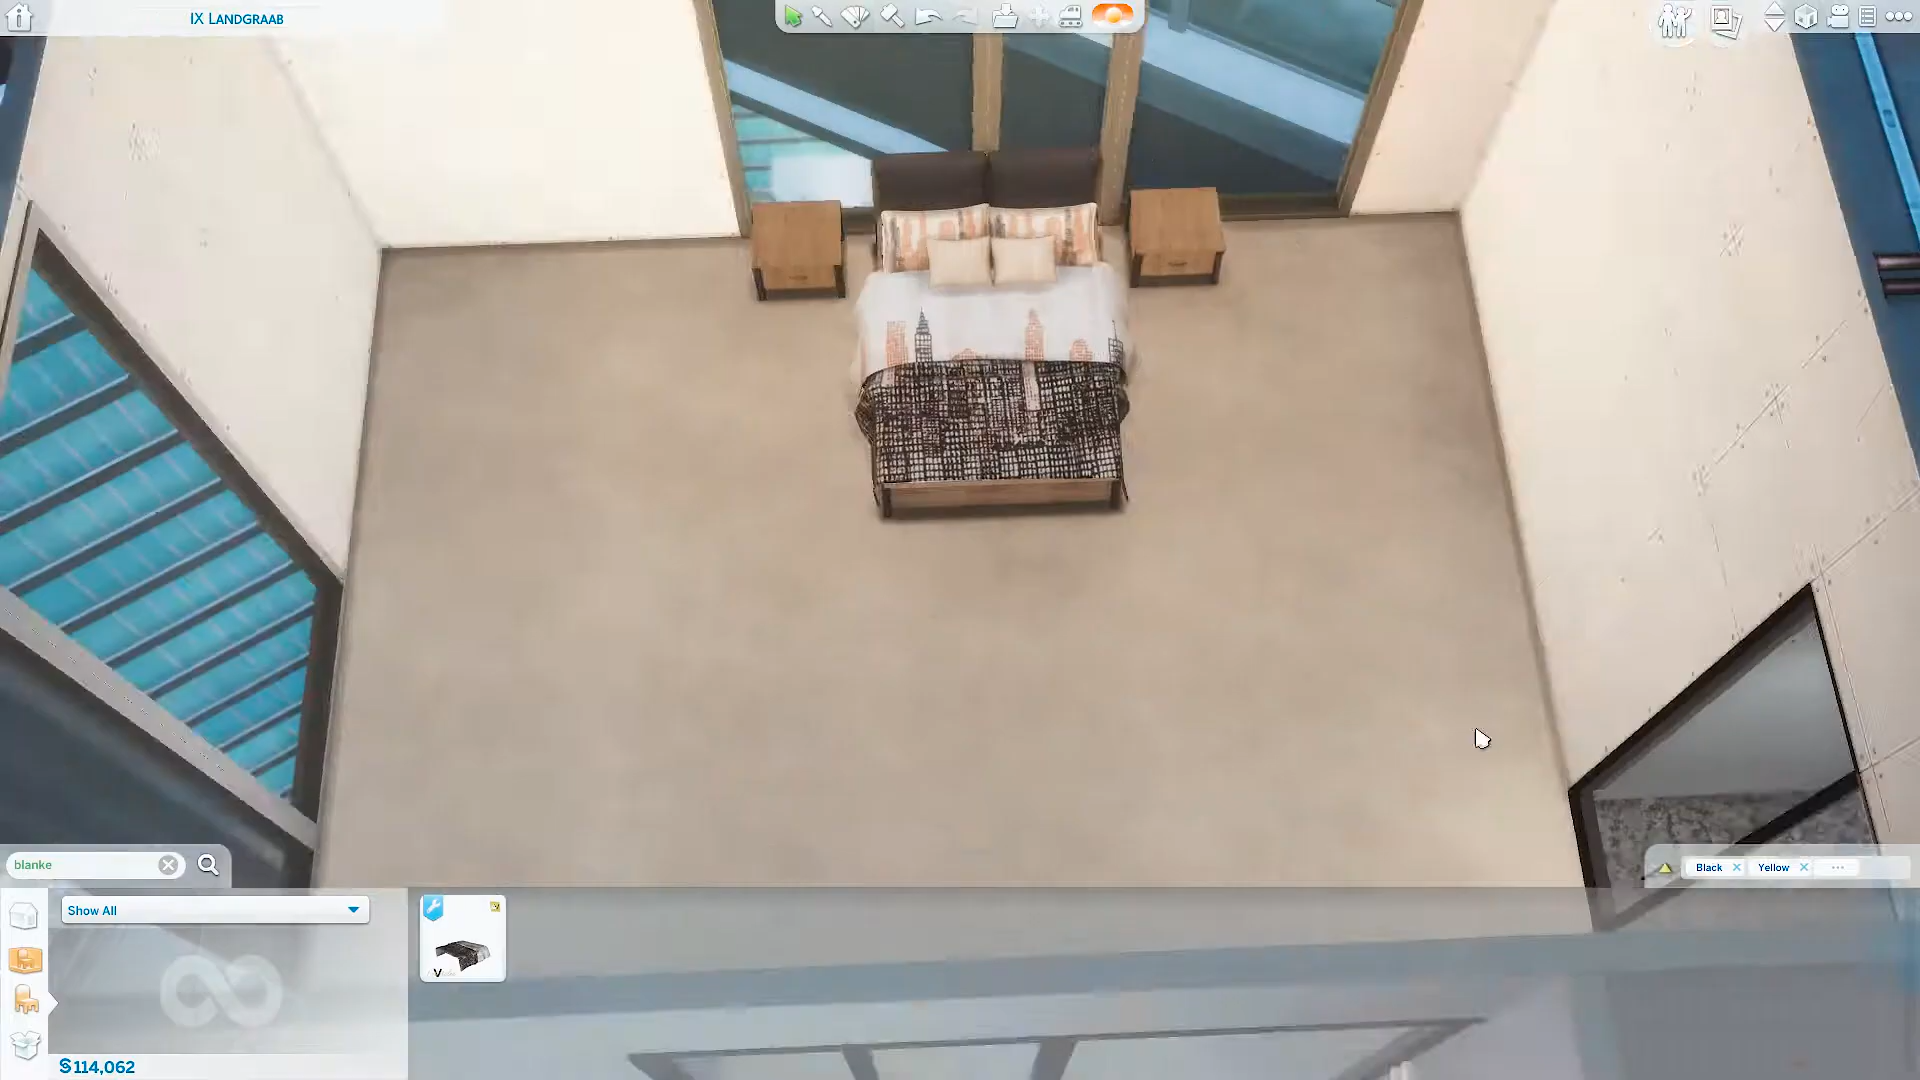 IX LANDGRAAB
blanke
Black
Yellow
Show All
V
§114,062